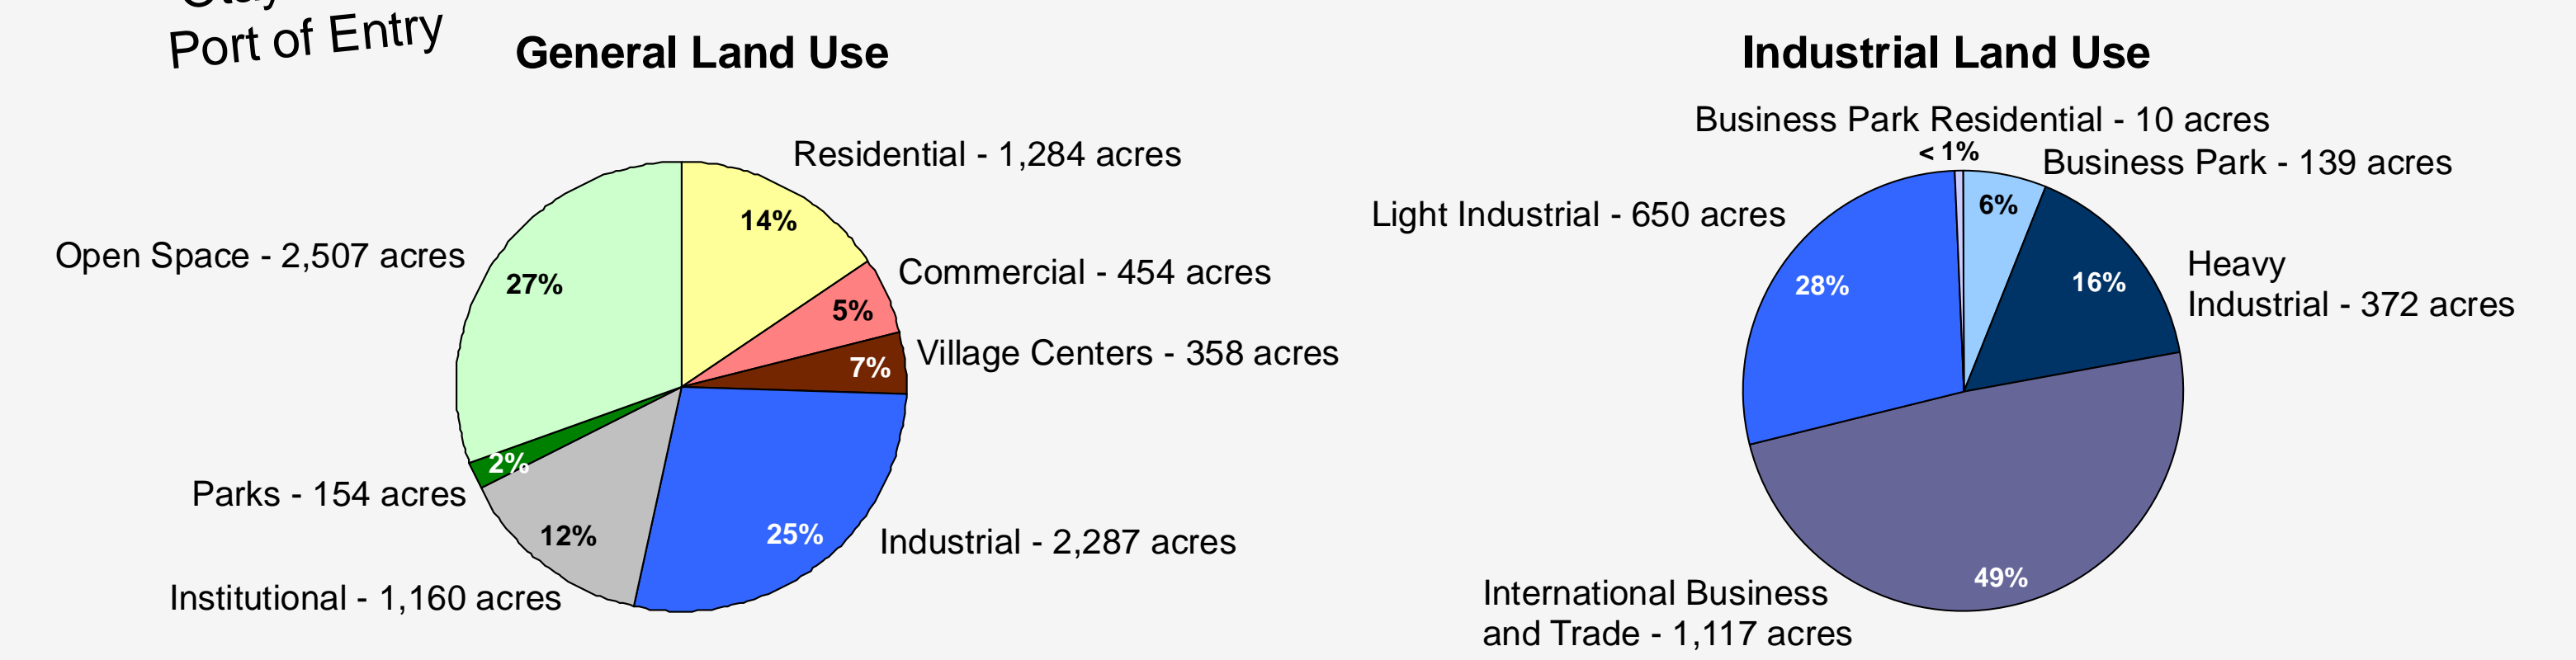 Port of Entry
General Land Use
Residential - 1,284 acres
14%
Commercial - 454 acres
5%
Village Centers - 358 acres
7%
Industrial - 2,287 acres
25%
Institutional - 1,160 acres
12%
Parks - 154 acres
2%
Open Space - 2,507 acres
27%
Industrial Land Use
Business Park Residential - 10 acres
< 1%
Business Park - 139 acres
6%
Heavy
Industrial - 372 acres
16%
International Business
and Trade - 1,117 acres
49%
Light Industrial - 650 acres
28%